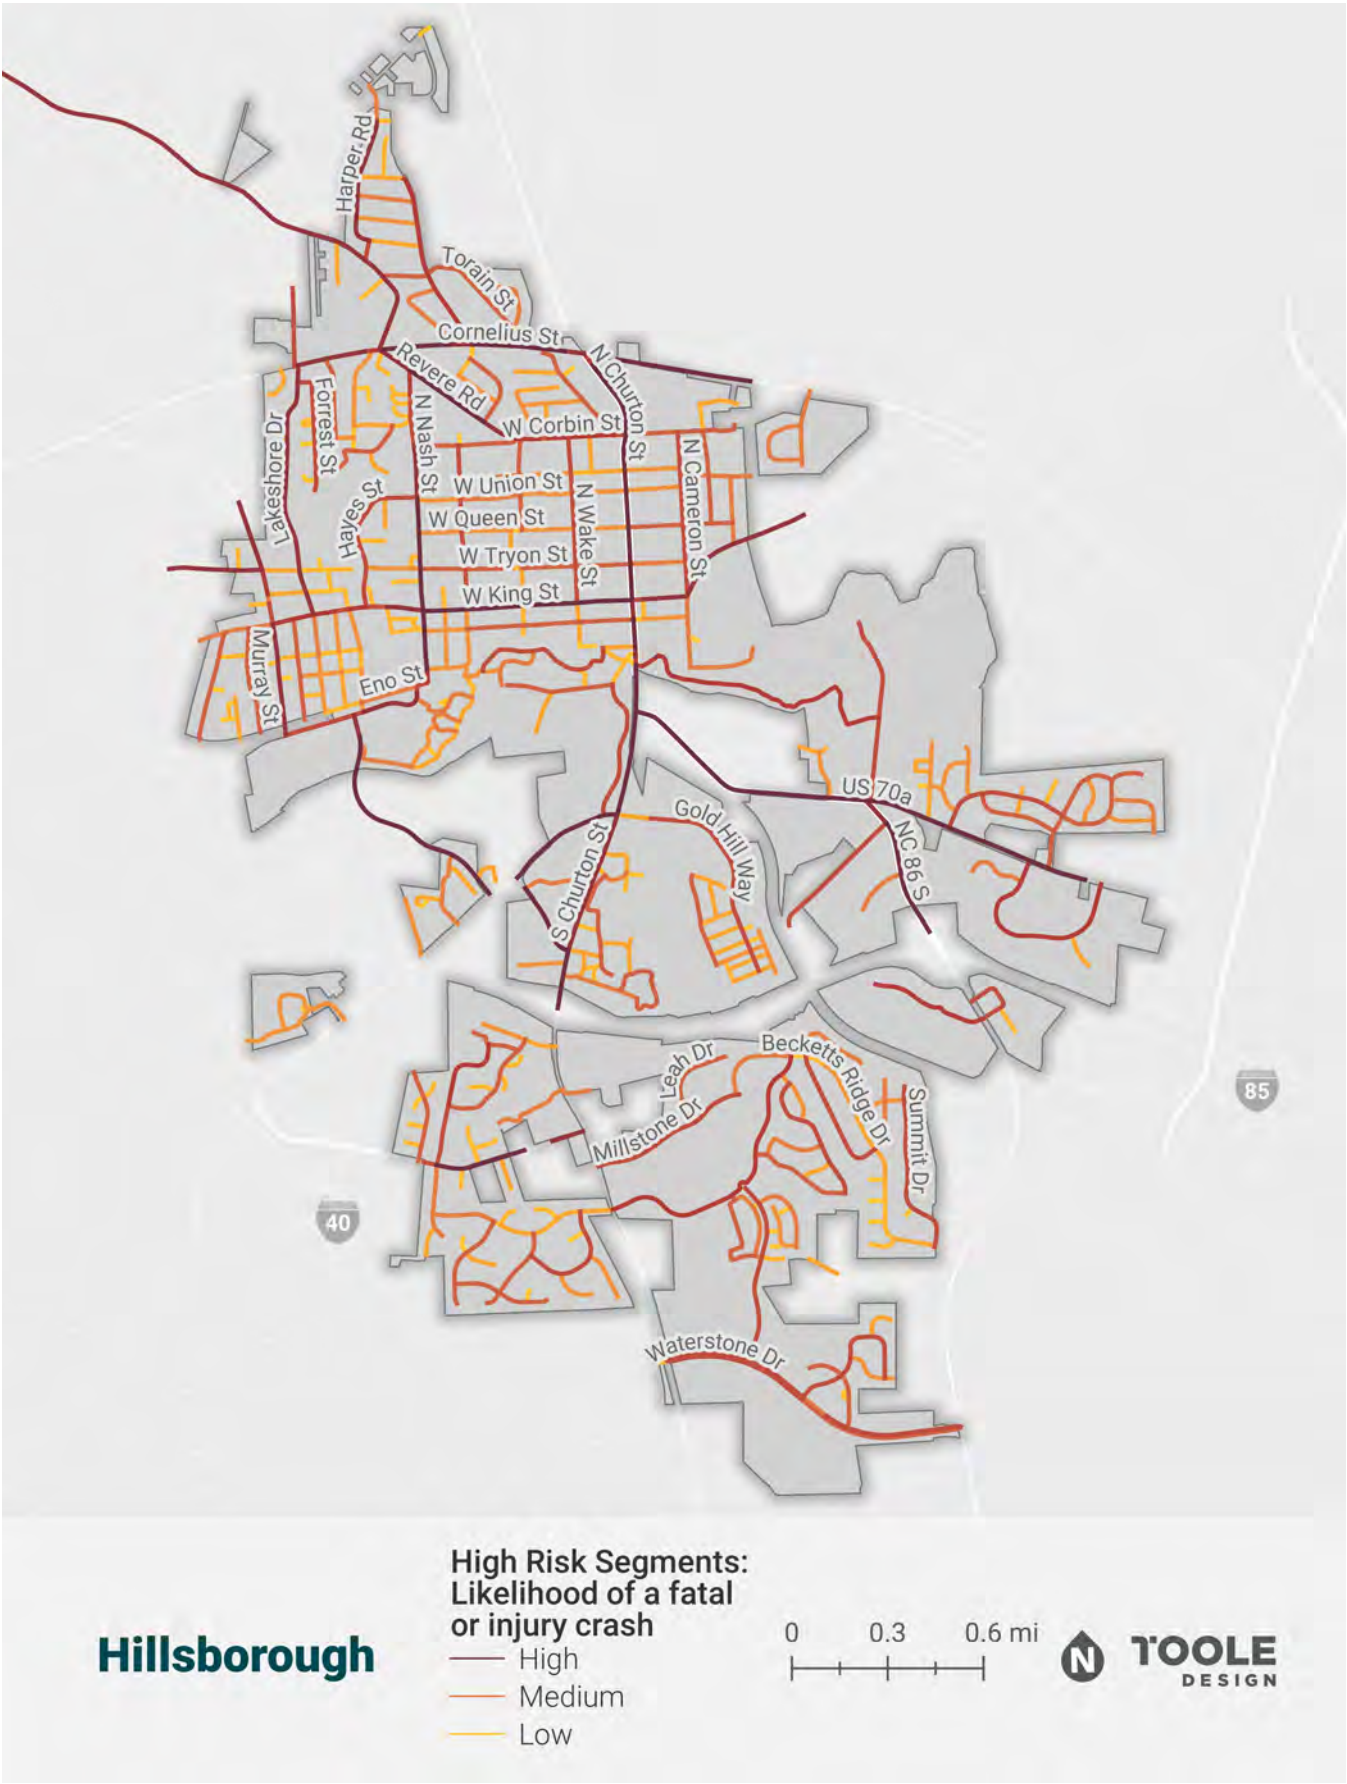 Harper Rd
Torain St
Cornelius St
N Churton St
Revere Rd
Forrest St
N Nash St
W Corbin St
Lakeshore Dr
N Cameron St
Hayes St
W Union St
N Wake St
W Queen St
W Tryon St
W King St
Murray St
Eno St
US 70a
Gold Hill Way
NC 86 S
S Churton St
Leah Dr
Becketts Ridge Dr
Millstone Dr
Summit Dr
85
40
Waterstone Dr
High Risk Segments:
Likelihood of a fatal
or injury crash
High
Medium
Low
Hillsborough
0 0.3 0.6 mi
N
TOOLE
DESIGN